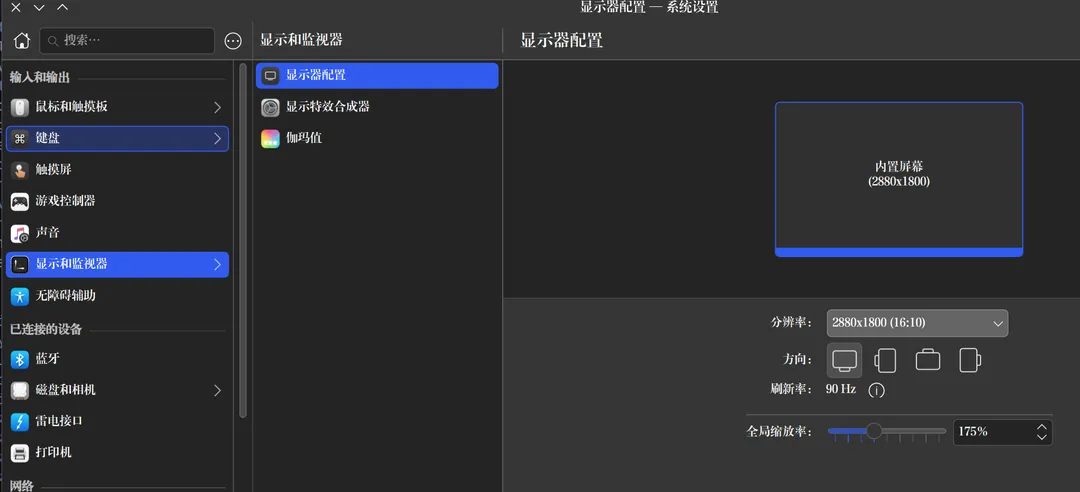 显示器配置 — 系统设置
搜索…
显示和监视器
显示器配置
输入和输出
鼠标和触摸板
键盘
触摸屏
游戏控制器
声音
显示和监视器
无障碍辅助
已连接的设备
蓝牙
磁盘和相机
雷电接口
打印机
网络
显示器配置
显示特效合成器
伽玛值
内置屏幕
(2880x1800)
分辨率：
2880x1800 (16:10)
方向：
刷新率：
90 Hz
全局缩放率：
175%